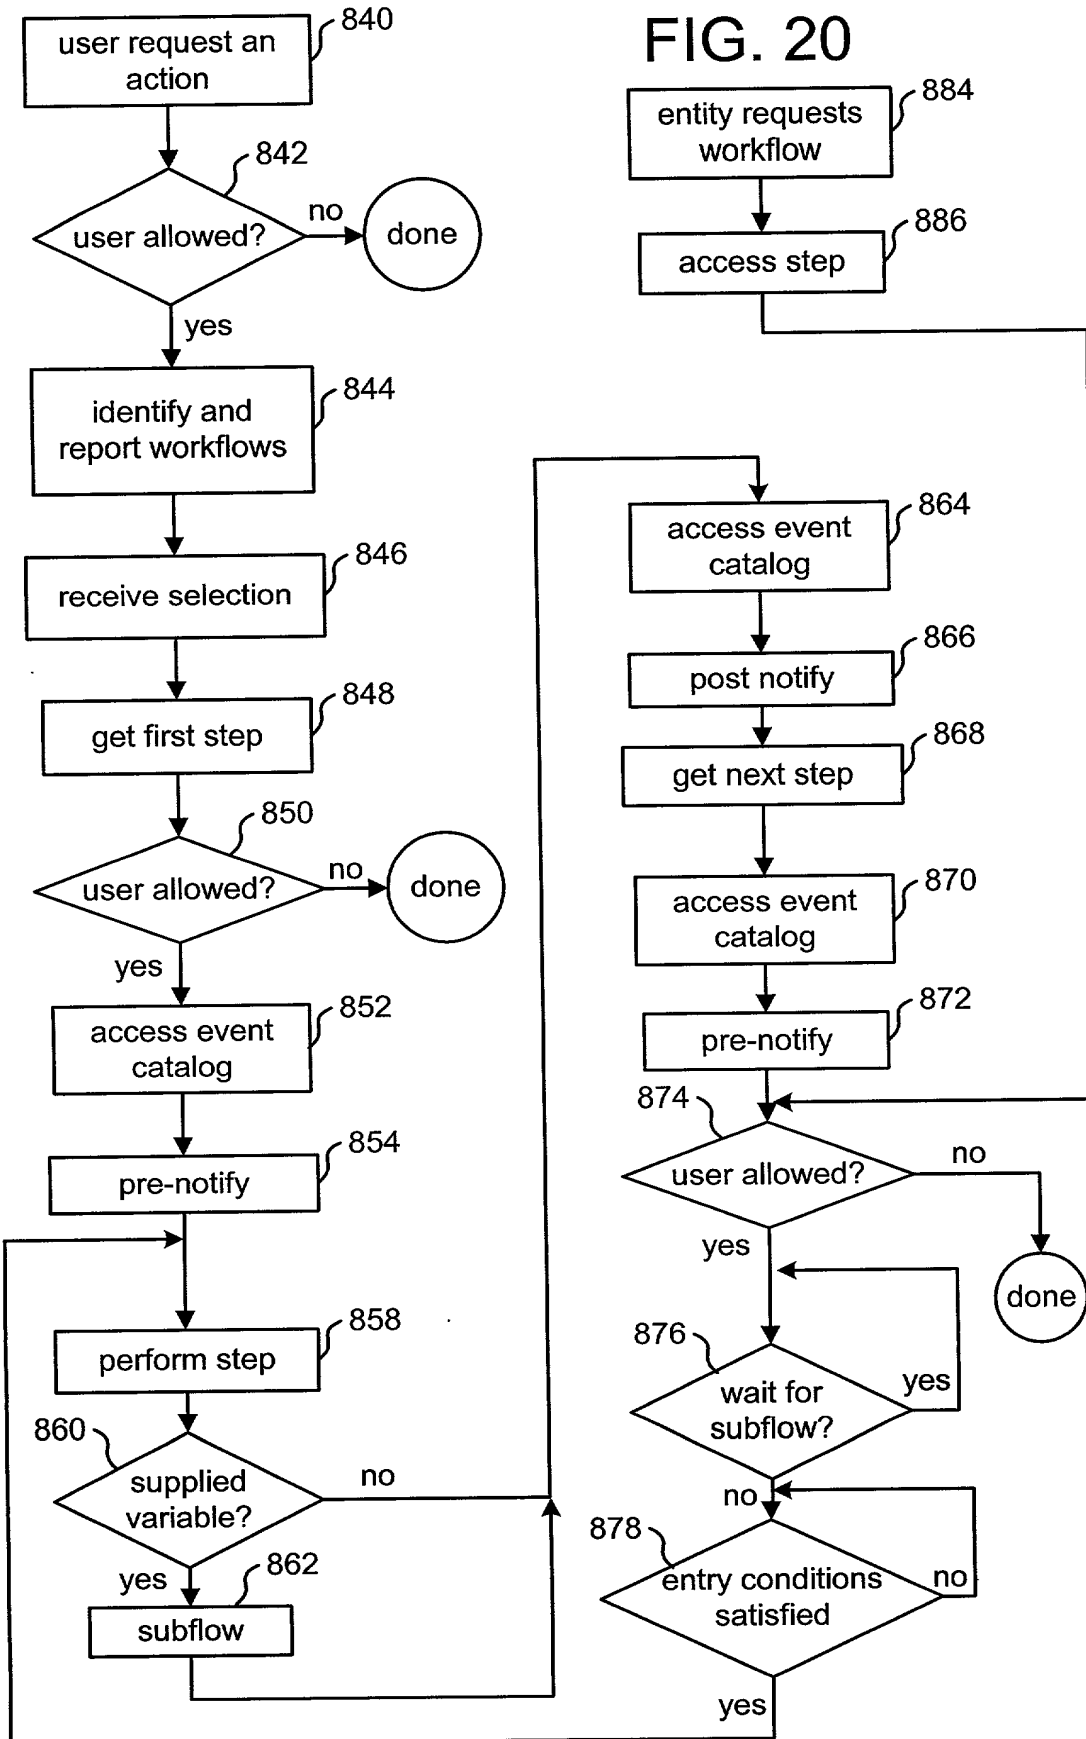 840
user request an
action
842
user allowed?
no
done
yes
844
identify and
report workflows
846
receive selection
848
get first step
850
user allowed?
no
done
yes
852
access event
catalog
854
pre-notify
858
perform step
860
supplied
variable?
no
yes
862
subflow
FIG. 20
884
entity requests
workflow
886
access step
864
access event
catalog
866
post notify
868
get next step
870
access event
catalog
872
pre-notify
874
user allowed?
no
done
yes
876
wait for
subflow?
yes
no
878
entry conditions
satisfied
no
yes